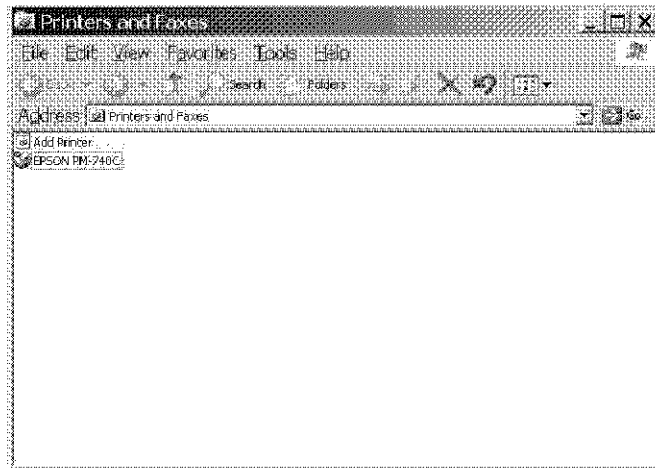 Printers and Faxes
File Edit View Favorites Tools Help
Search Folders
Address Printers and Faxes Go
Add Printer
EPSON PM-740C